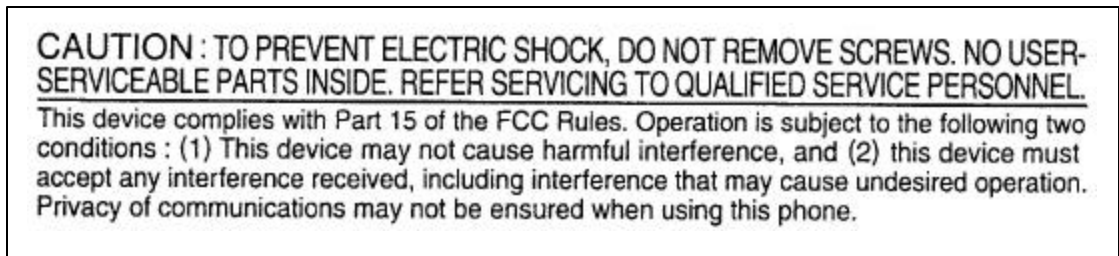 CAUTION : TO PREVENT ELECTRIC SHOCK, DO NOT REMOVE SCREWS. NO USER-
SERVICEABLE PARTS INSIDE. REFER SERVICING TO QUALIFIED SERVICE PERSONNEL.
This device complies with Part 15 of the FCC Rules. Operation is subject to the following two
conditions : (1) This device may not cause harmful interference, and (2) this device must
accept any interference received, including interference that may cause undesired operation.
Privacy of communications may not be ensured when using this phone.